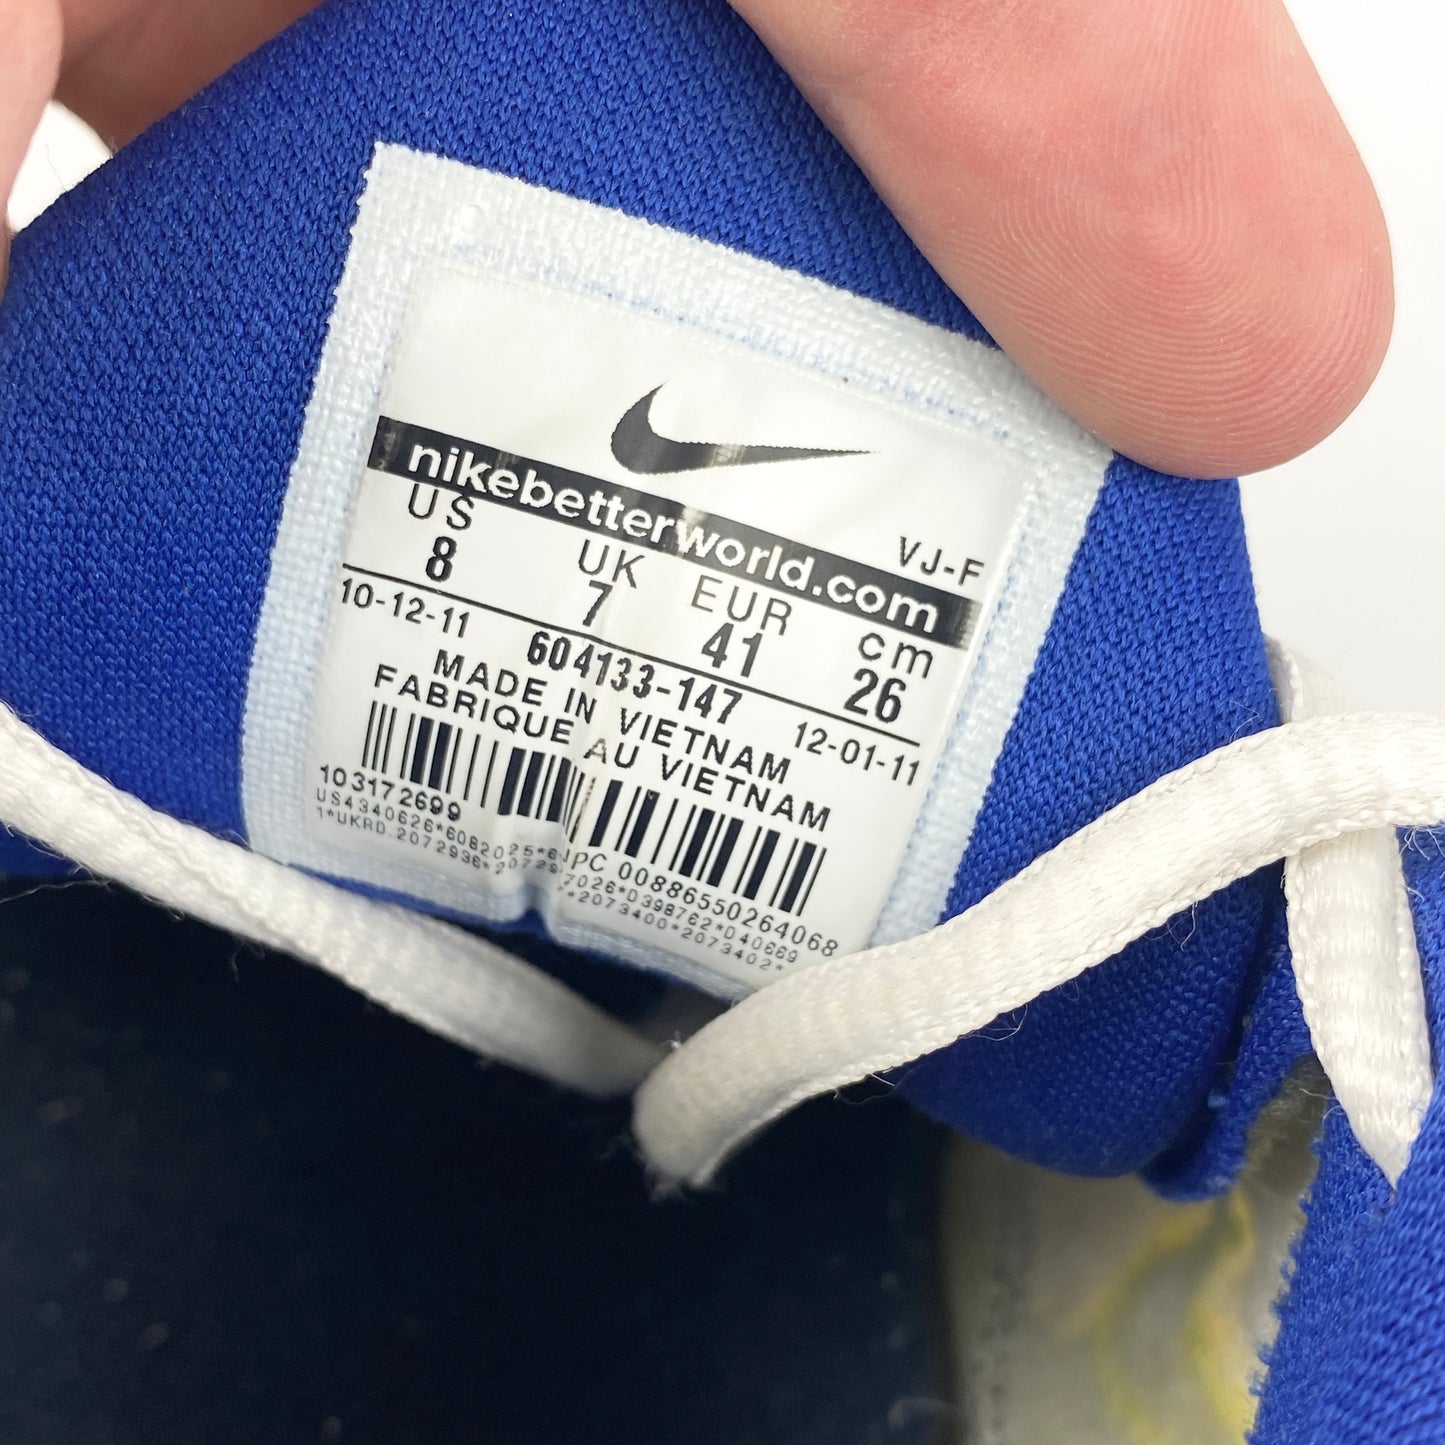 nikebetterworld.com
VJ-F
US UK EUR cm
8 7 41 26
10-12-11 604133-147 12-01-11
MADE IN VIETNAM
FABRIQUE AU VIETNAM
103172699 UPC 00886550264068